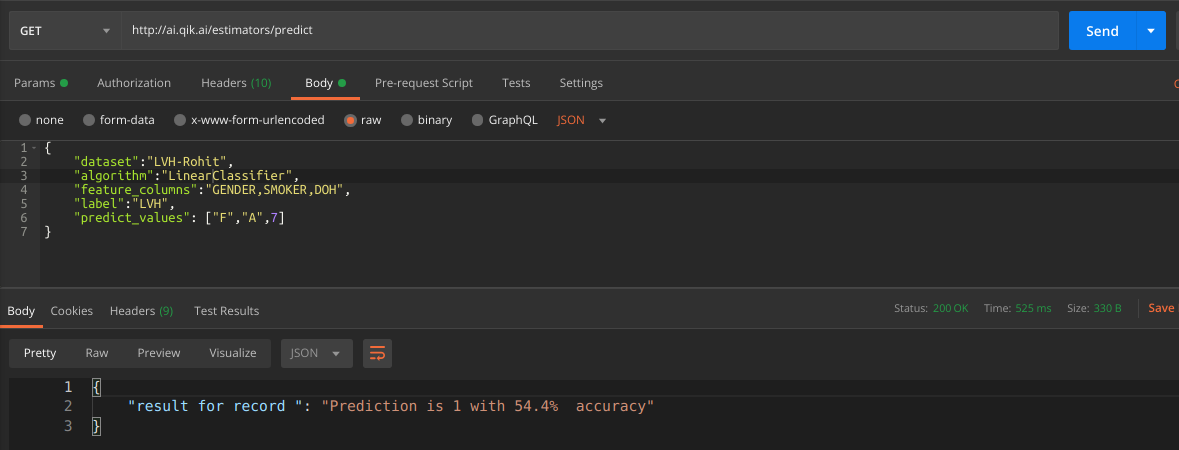 GET http://ai.qik.ai/estimators/predict Send
Params Authorization Headers (10) Body Pre-request Script Tests Settings
none form-data x-www-form-urlencoded raw binary GraphQL JSON
1 {
2 "dataset":"LVH-Rohit",
3 "algorithm":"LinearClassifier",
4 "feature_columns":"GENDER,SMOKER,DOH",
5 "label":"LVH",
6 "predict_values": ["F","A",7]
7 }
Body Cookies Headers (9) Test Results Status: 200 OK Time: 525 ms Size: 330 B Save
Pretty Raw Preview Visualize JSON
1 {
2 "result for record ": "Prediction is 1 with 54.4%  accuracy"
3 }